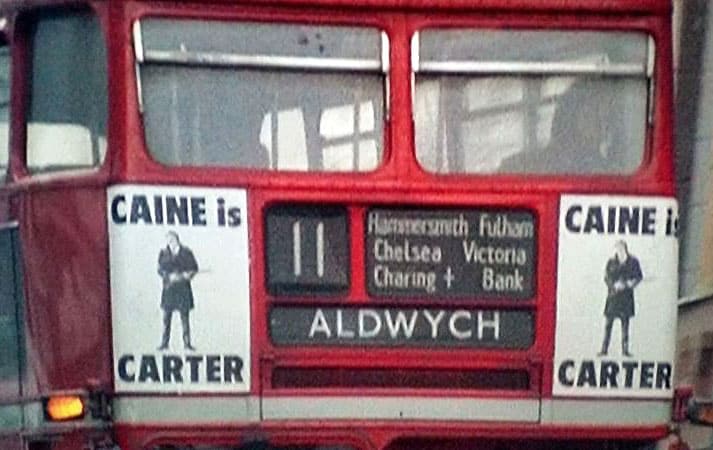 CAINE is
CARTER
11
Hammersmith Fulham
Chelsea Victoria
Charing + Bank
ALDWYCH
CAINE is
CARTER